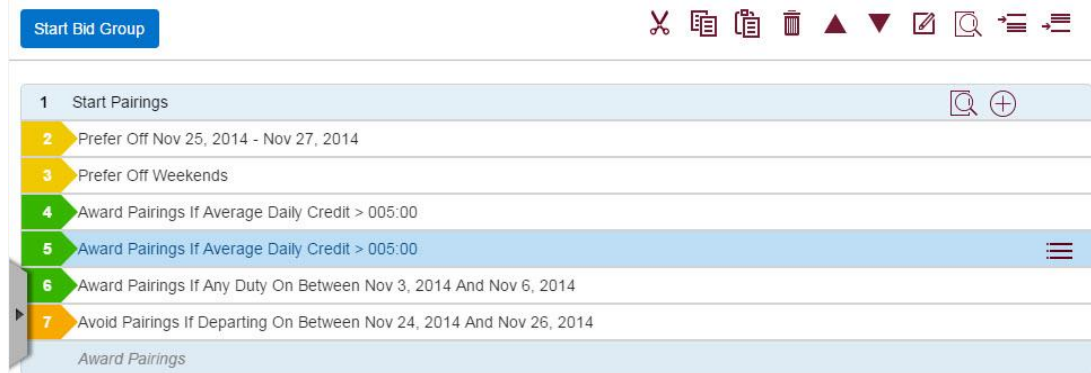 Start Bid Group
1 Start Pairings
2 Prefer Off Nov 25, 2014 - Nov 27, 2014
3 Prefer Off Weekends
4 Award Pairings If Average Daily Credit > 005:00
5 Award Pairings If Average Daily Credit > 005:00
6 Award Pairings If Any Duty On Between Nov 3, 2014 And Nov 6, 2014
7 Avoid Pairings If Departing On Between Nov 24, 2014 And Nov 26, 2014
Award Pairings